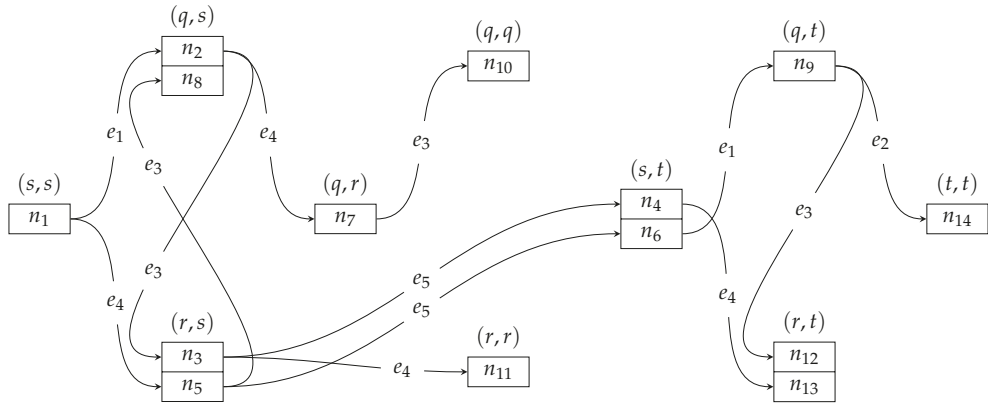 (q, s)
n2
n8
(q, q)
n10
(q, t)
n9
e1
e4
e3
e1
e2
e3
(s, s)
n1
(q, r)
n7
(s, t)
n4
n6
(t, t)
n14
e3
e3
e4
e5
e5
e4
(r, s)
n3
n5
(r, r)
n11
e4
(r, t)
n12
n13